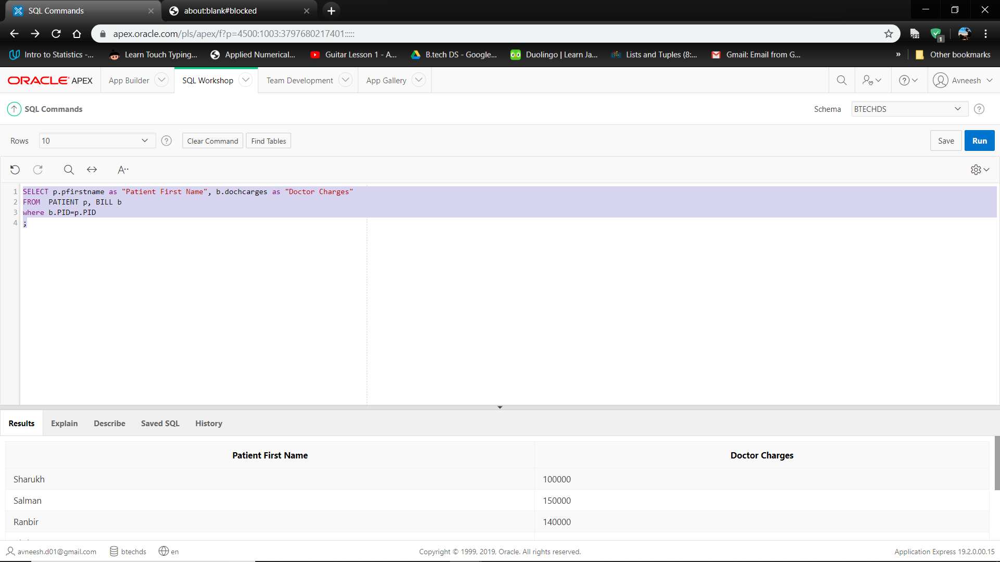 SQL Commands
about:blank#blocked
apex.oracle.com/pls/apex/f?p=4500:1003:3797680217401:::::
OFF
1
Intro to Statistics -...
Learn Touch Typing...
Applied Numerical...
Guitar Lesson 1 - A...
B.tech DS - Google...
Duolingo | Learn Ja...
Lists and Tuples (8:...
Gmail: Email from G...
»
Other bookmarks
ORACLE APEX
App Builder
SQL Workshop
Team Development
App Gallery
Avneesh
SQL Commands
Schema
BTECHDS
Rows
10
Clear Command
Find Tables
Save
Run
1 SELECT p.pfirstname as "Patient First Name", b.dochcarges as "Doctor Charges"
2 FROM  PATIENT p, BILL b
3 where b.PID=p.PID
4 ;
Results
Explain
Describe
Saved SQL
History
Patient First Name
Doctor Charges
Sharukh
100000
Salman
150000
Ranbir
140000
avneesh.d01@gmail.com
btechds
en
Copyright © 1999, 2019, Oracle. All rights reserved.
Application Express 19.2.0.00.15